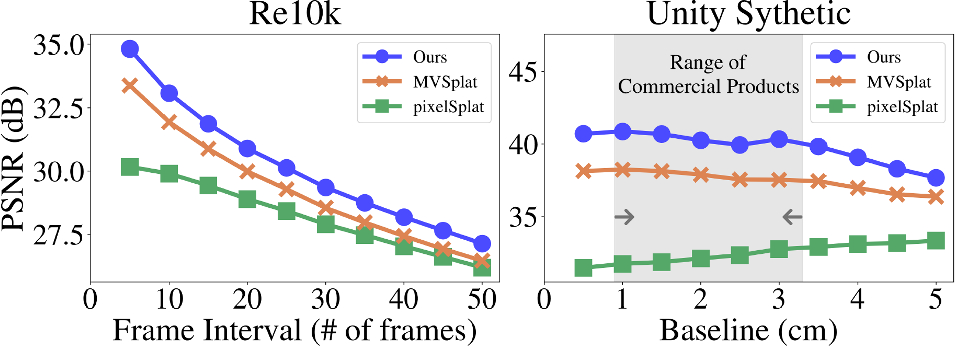 Re10k
PSNR (dB)
35.0
32.5
30.0
27.5
Ours
MVSplat
pixelSplat
0
10
20
30
40
50
Frame Interval (# of frames)
Unity Sythetic
45
40
35
Range of
Commercial Products
Ours
MVSplat
pixelSplat
0
1
2
3
4
5
Baseline (cm)